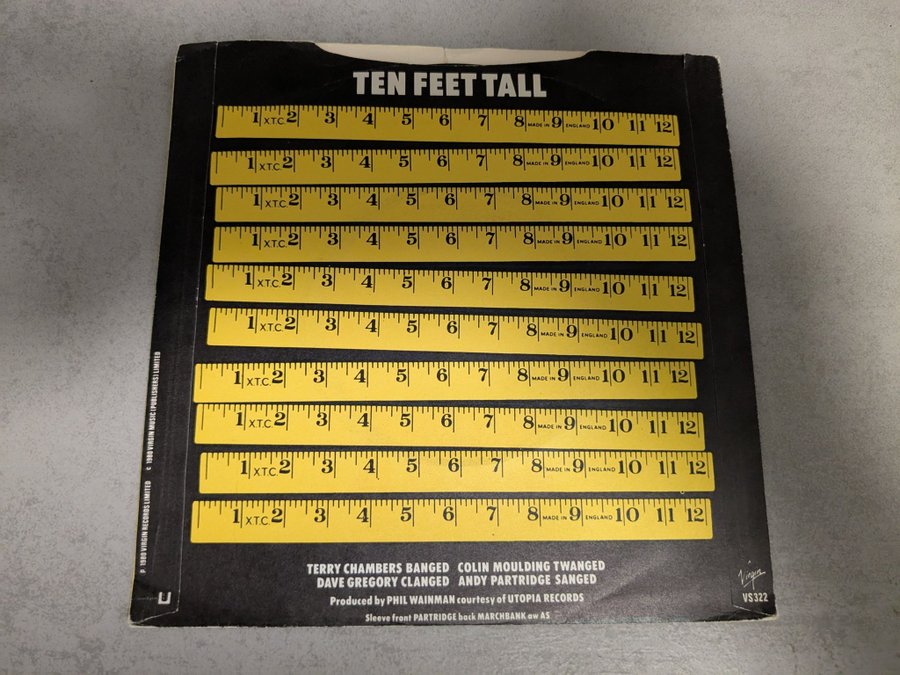 TEN FEET TALL
1 X.T.C. 2 3 4 5 6 7 8 MADE IN 9 ENGLAND 10 11 12
1 X.T.C. 2 3 4 5 6 7 8 MADE IN 9 ENGLAND 10 11 12
1 X.T.C. 2 3 4 5 6 7 8 MADE IN 9 ENGLAND 10 11 12
1 X.T.C. 2 3 4 5 6 7 8 MADE IN 9 ENGLAND 10 11 12
1 X.T.C. 2 3 4 5 6 7 8 MADE IN 9 ENGLAND 10 11 12
1 X.T.C. 2 3 4 5 6 7 8 MADE IN 9 ENGLAND 10 11 12
1 X.T.C. 2 3 4 5 6 7 8 MADE IN 9 ENGLAND 10 11 12
1 X.T.C. 2 3 4 5 6 7 8 MADE IN 9 ENGLAND 10 11 12
1 X.T.C. 2 3 4 5 6 7 8 MADE IN 9 ENGLAND 10 11 12
1 X.T.C. 2 3 4 5 6 7 8 MADE IN 9 ENGLAND 10 11 12
TERRY CHAMBERS BANGED COLIN MOULDING TWANGED
DAVE GREGORY CLANGED ANDY PARTRIDGE SANGED
Produced by PHIL WAINMAN courtesy of UTOPIA RECORDS
Sleeve front PARTRIDGE back MARCHBANK aw AS
p. 1980 VIRGIN RECORDS LIMITED c 1980 VIRGIN MUSIC (PUBLISHERS) LIMITED
U
Virgin
VS322